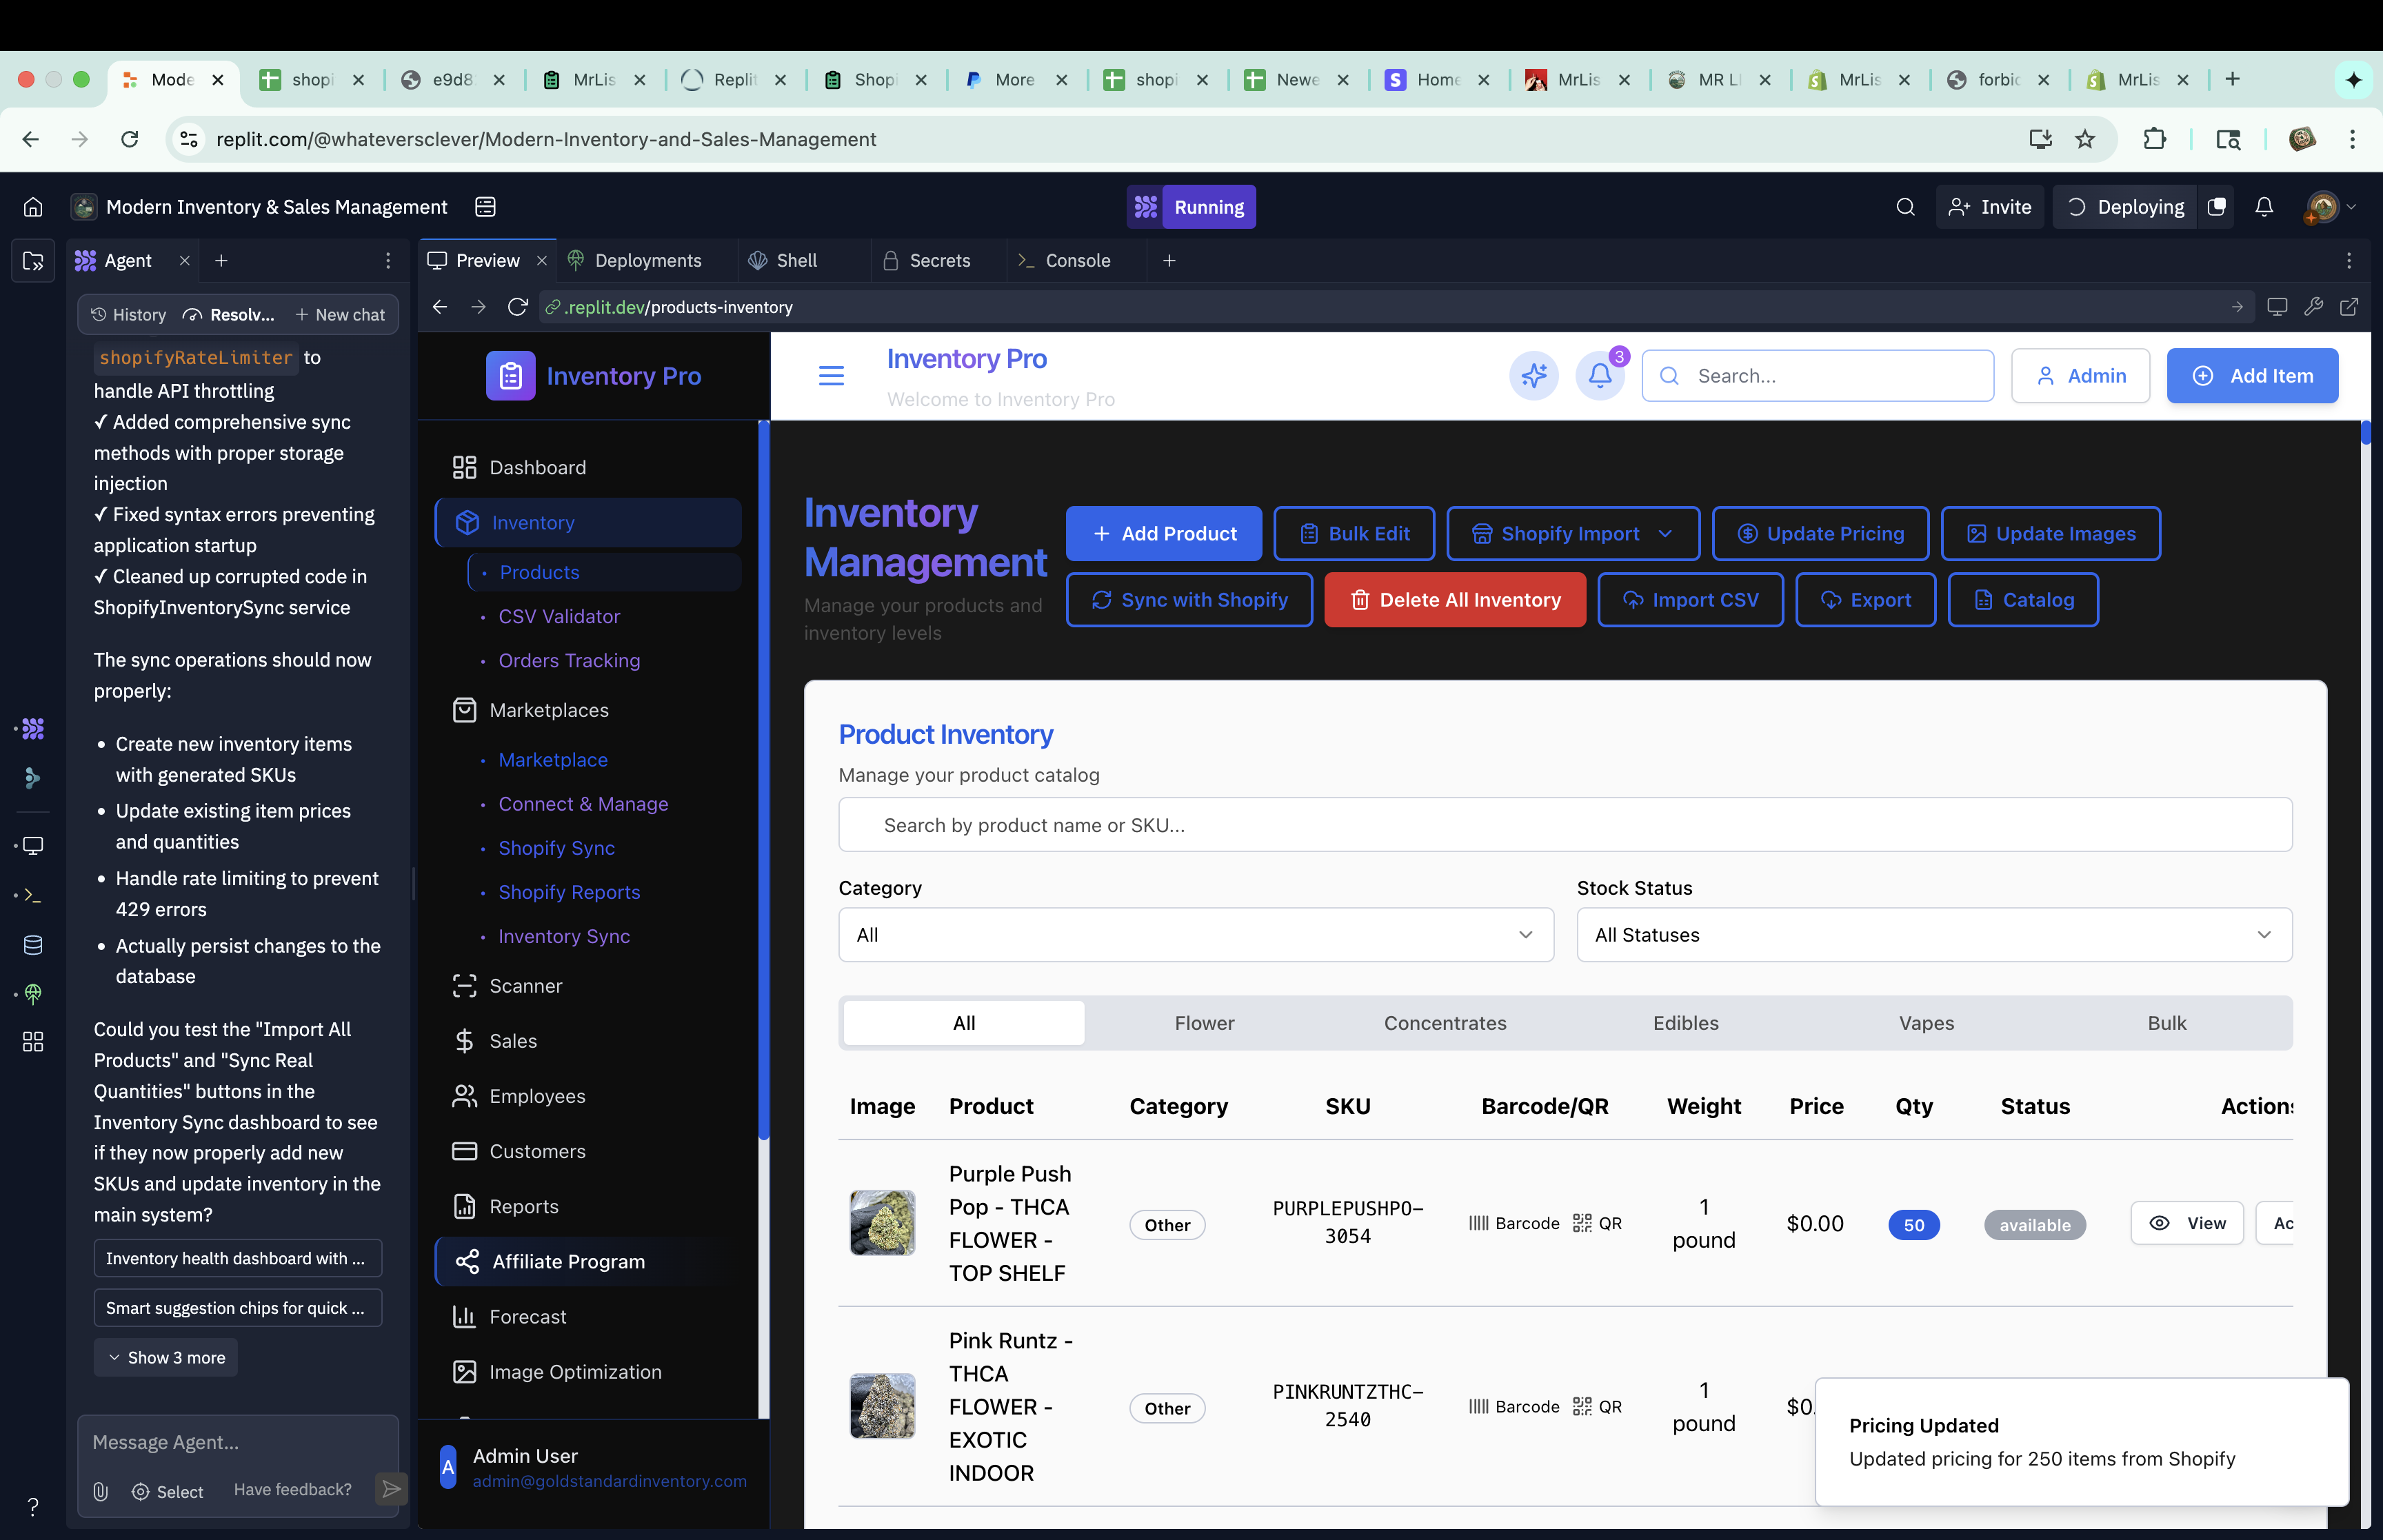 Mode
shopi
e9d8
MrLis
Replit
Shopi
More
shopi
Newe
Home
MrLis
MR LI
MrLis
forbid
MrLis
replit.com/@whateversclever/Modern-Inventory-and-Sales-Management
Modern Inventory & Sales Management
Running
Invite
Deploying
Agent
Preview
Deployments
Shell
Secrets
Console
History
Resolv...
New chat
.replit.dev/products-inventory
shopifyRateLimiter to
handle API throttling
✓ Added comprehensive sync
methods with proper storage
injection
✓ Fixed syntax errors preventing
application startup
✓ Cleaned up corrupted code in
ShopifyInventorySync service
The sync operations should now
properly:
• Create new inventory items
with generated SKUs
• Update existing item prices
and quantities
• Handle rate limiting to prevent
429 errors
• Actually persist changes to the
database
Could you test the "Import All
Products" and "Sync Real
Quantities" buttons in the
Inventory Sync dashboard to see
if they now properly add new
SKUs and update inventory in the
main system?
Inventory health dashboard with ...
Smart suggestion chips for quick ...
Show 3 more
Message Agent...
Select
Have feedback?
?
Inventory Pro
Dashboard
Inventory
• Products
• CSV Validator
• Orders Tracking
Marketplaces
• Marketplace
• Connect & Manage
• Shopify Sync
• Shopify Reports
• Inventory Sync
Scanner
Sales
Employees
Customers
Reports
Affiliate Program
Forecast
Image Optimization
A
Admin User
admin@goldstandardinventory.com
Inventory Pro
Welcome to Inventory Pro
3
Search...
Admin
Add Item
Inventory
Management
Manage your products and
inventory levels
+ Add Product
Bulk Edit
Shopify Import
Update Pricing
Update Images
Sync with Shopify
Delete All Inventory
Import CSV
Export
Catalog
Product Inventory
Manage your product catalog
Search by product name or SKU...
Category
All
Stock Status
All Statuses
All
Flower
Concentrates
Edibles
Vapes
Bulk
Image
Product
Category
SKU
Barcode/QR
Weight
Price
Qty
Status
Actions
Purple Push
Pop - THCA
FLOWER -
TOP SHELF
Other
PURPLEPUSHPO-
3054
Barcode
QR
1
pound
$0.00
50
available
View
Ac
Pink Runtz -
THCA
FLOWER -
EXOTIC
INDOOR
Other
PINKRUNTZTHC-
2540
Barcode
QR
1
pound
$0.
Pricing Updated
Updated pricing for 250 items from Shopify